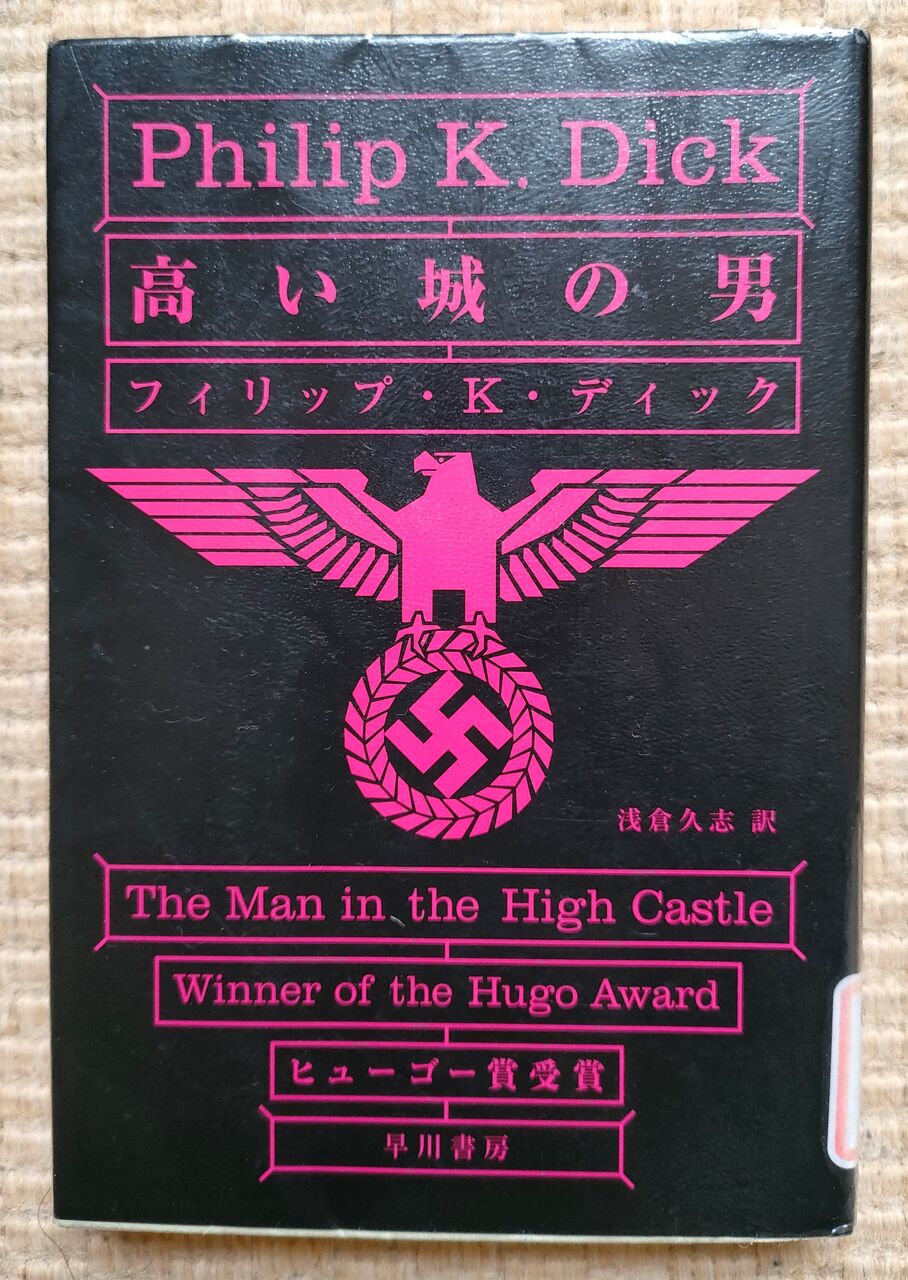 Philip K. Dick
高い城の男
フィリップ・K・ディック
浅倉久志 訳
The Man in the High Castle
Winner of the Hugo Award
ヒューゴー賞受賞
早川書房